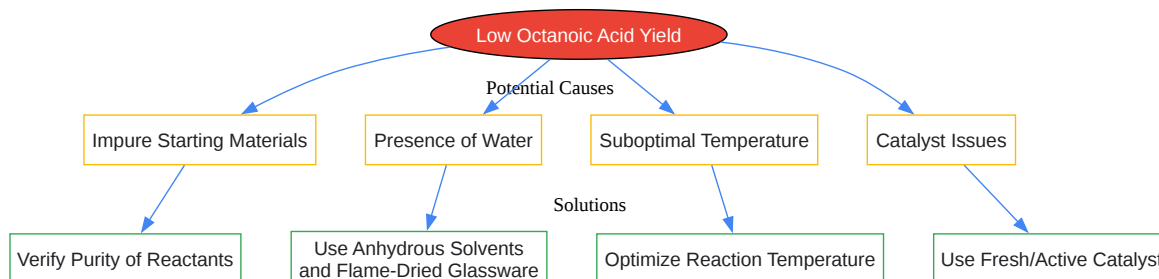 Low Octanoic Acid Yield
Potential Causes
Impure Starting Materials
Presence of Water
Suboptimal Temperature
Catalyst Issues
Solutions
Verify Purity of Reactants
Use Anhydrous Solvents
and Flame-Dried Glassware
Optimize Reaction Temperature
Use Fresh/Active Catalyst